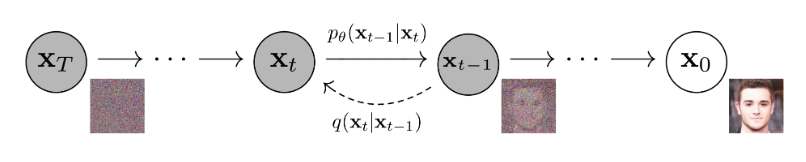 p_θ(x_{t−1}|x_t)
x_T ⟶ ⋯ ⟶ x_t ⟶ x_{t−1} ⟶ ⋯ ⟶ x_0
q(x_t|x_{t−1})